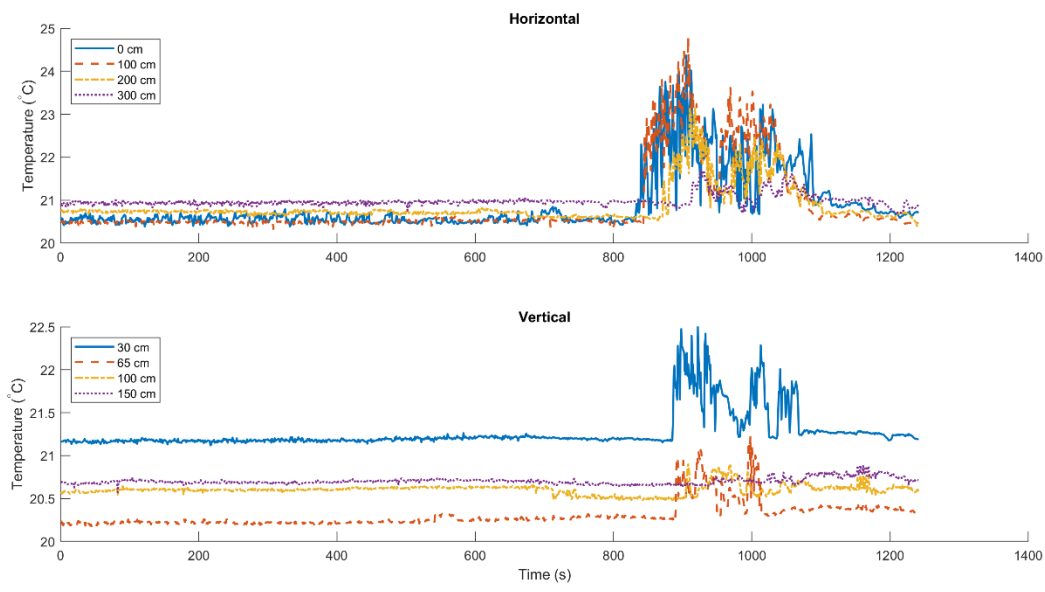 Horizontal
25
24
23
22
21
20
Temperature (°C)
0 cm
100 cm
200 cm
300 cm
0
200
400
600
800
1000
1200
1400
Vertical
22.5
22
21.5
21
20.5
20
Temperature (°C)
30 cm
65 cm
100 cm
150 cm
0
200
400
600
800
1000
1200
1400
Time (s)